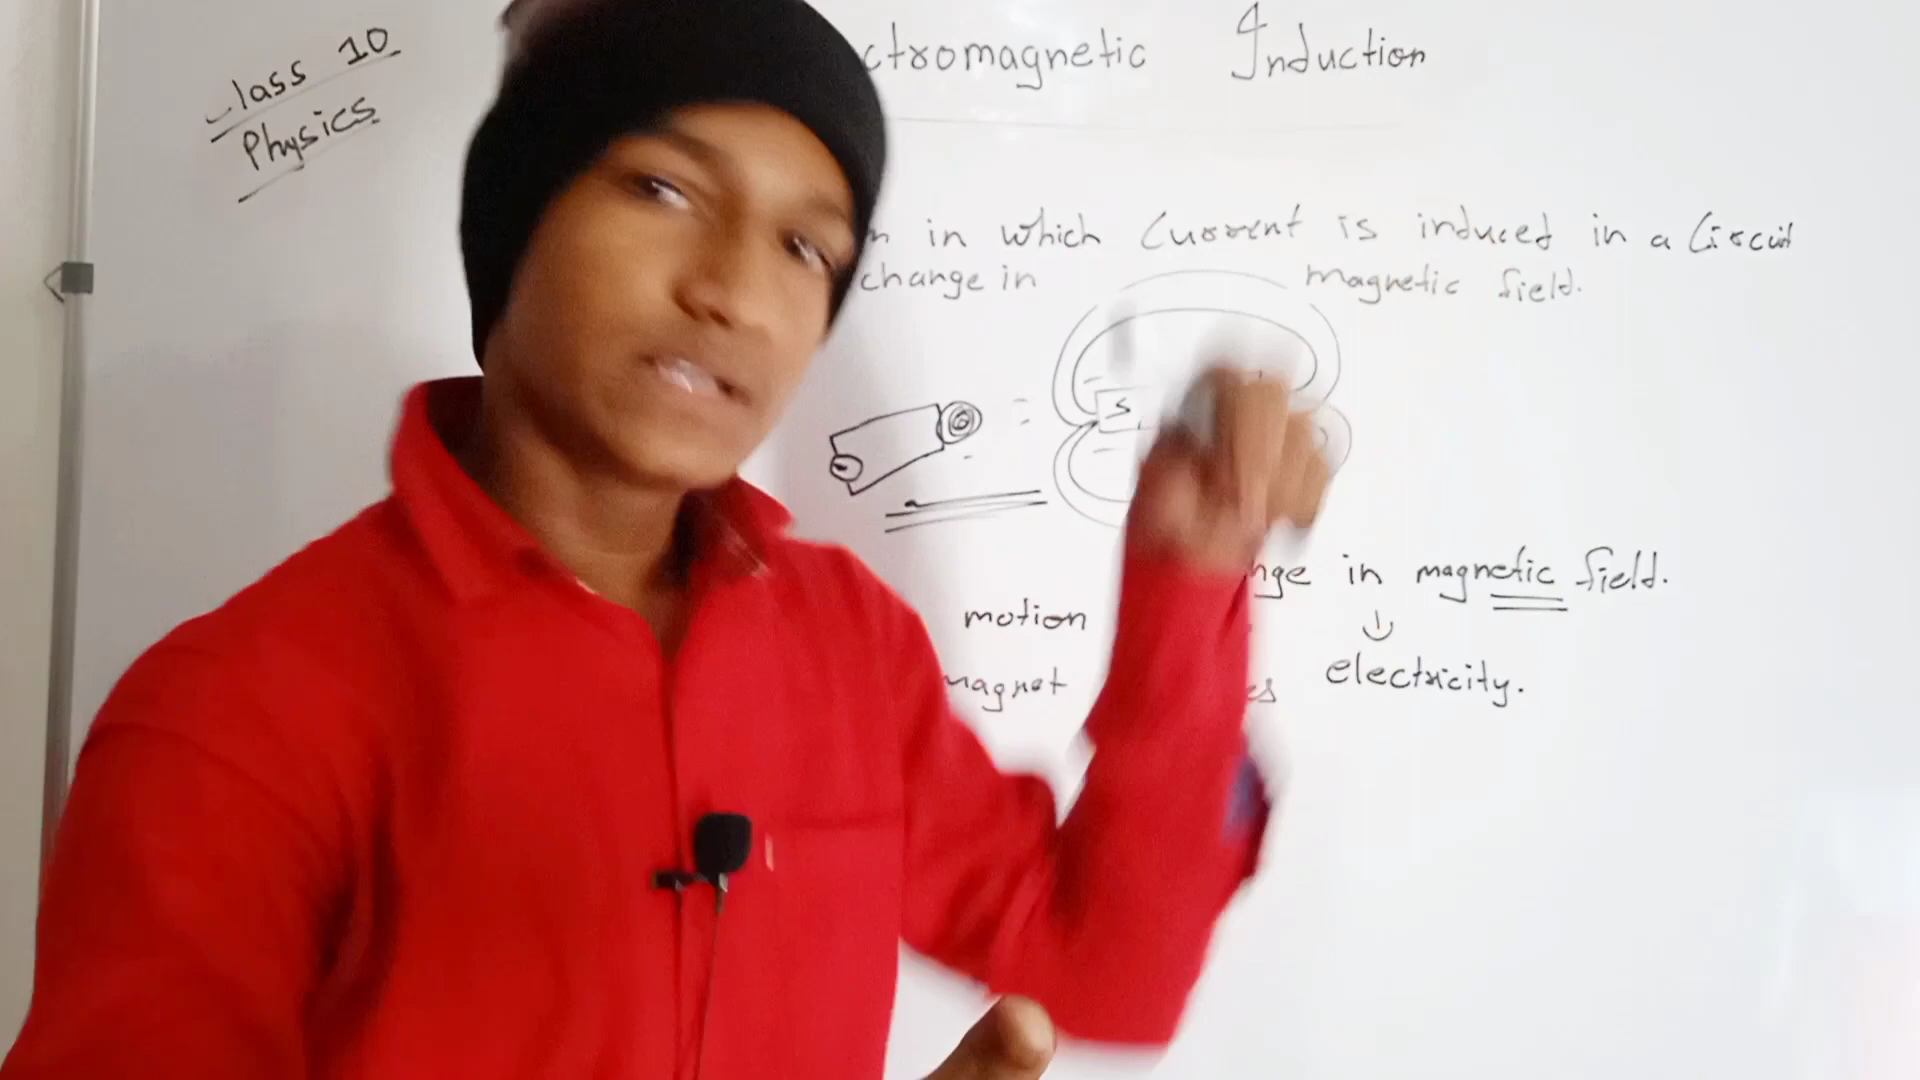 Class 10
Physics
ctromagnetic Induction
n in which Current is induced in a Circuit
change in magnetic field.
S
nge in magnetic field.
motion
electricity.
magnet es